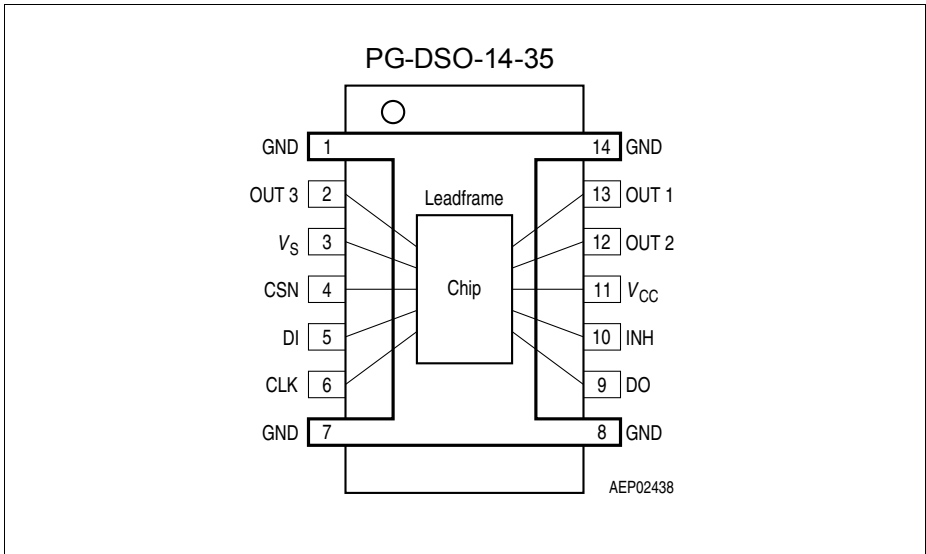 PG-DSO-14-35
GND 1 14 GND
OUT 3 2 Leadframe 13 OUT 1
VS 3 12 OUT 2
CSN 4 Chip 11 VCC
DI 5 10 INH
CLK 6 9 DO
GND 7 8 GND
AEP02438